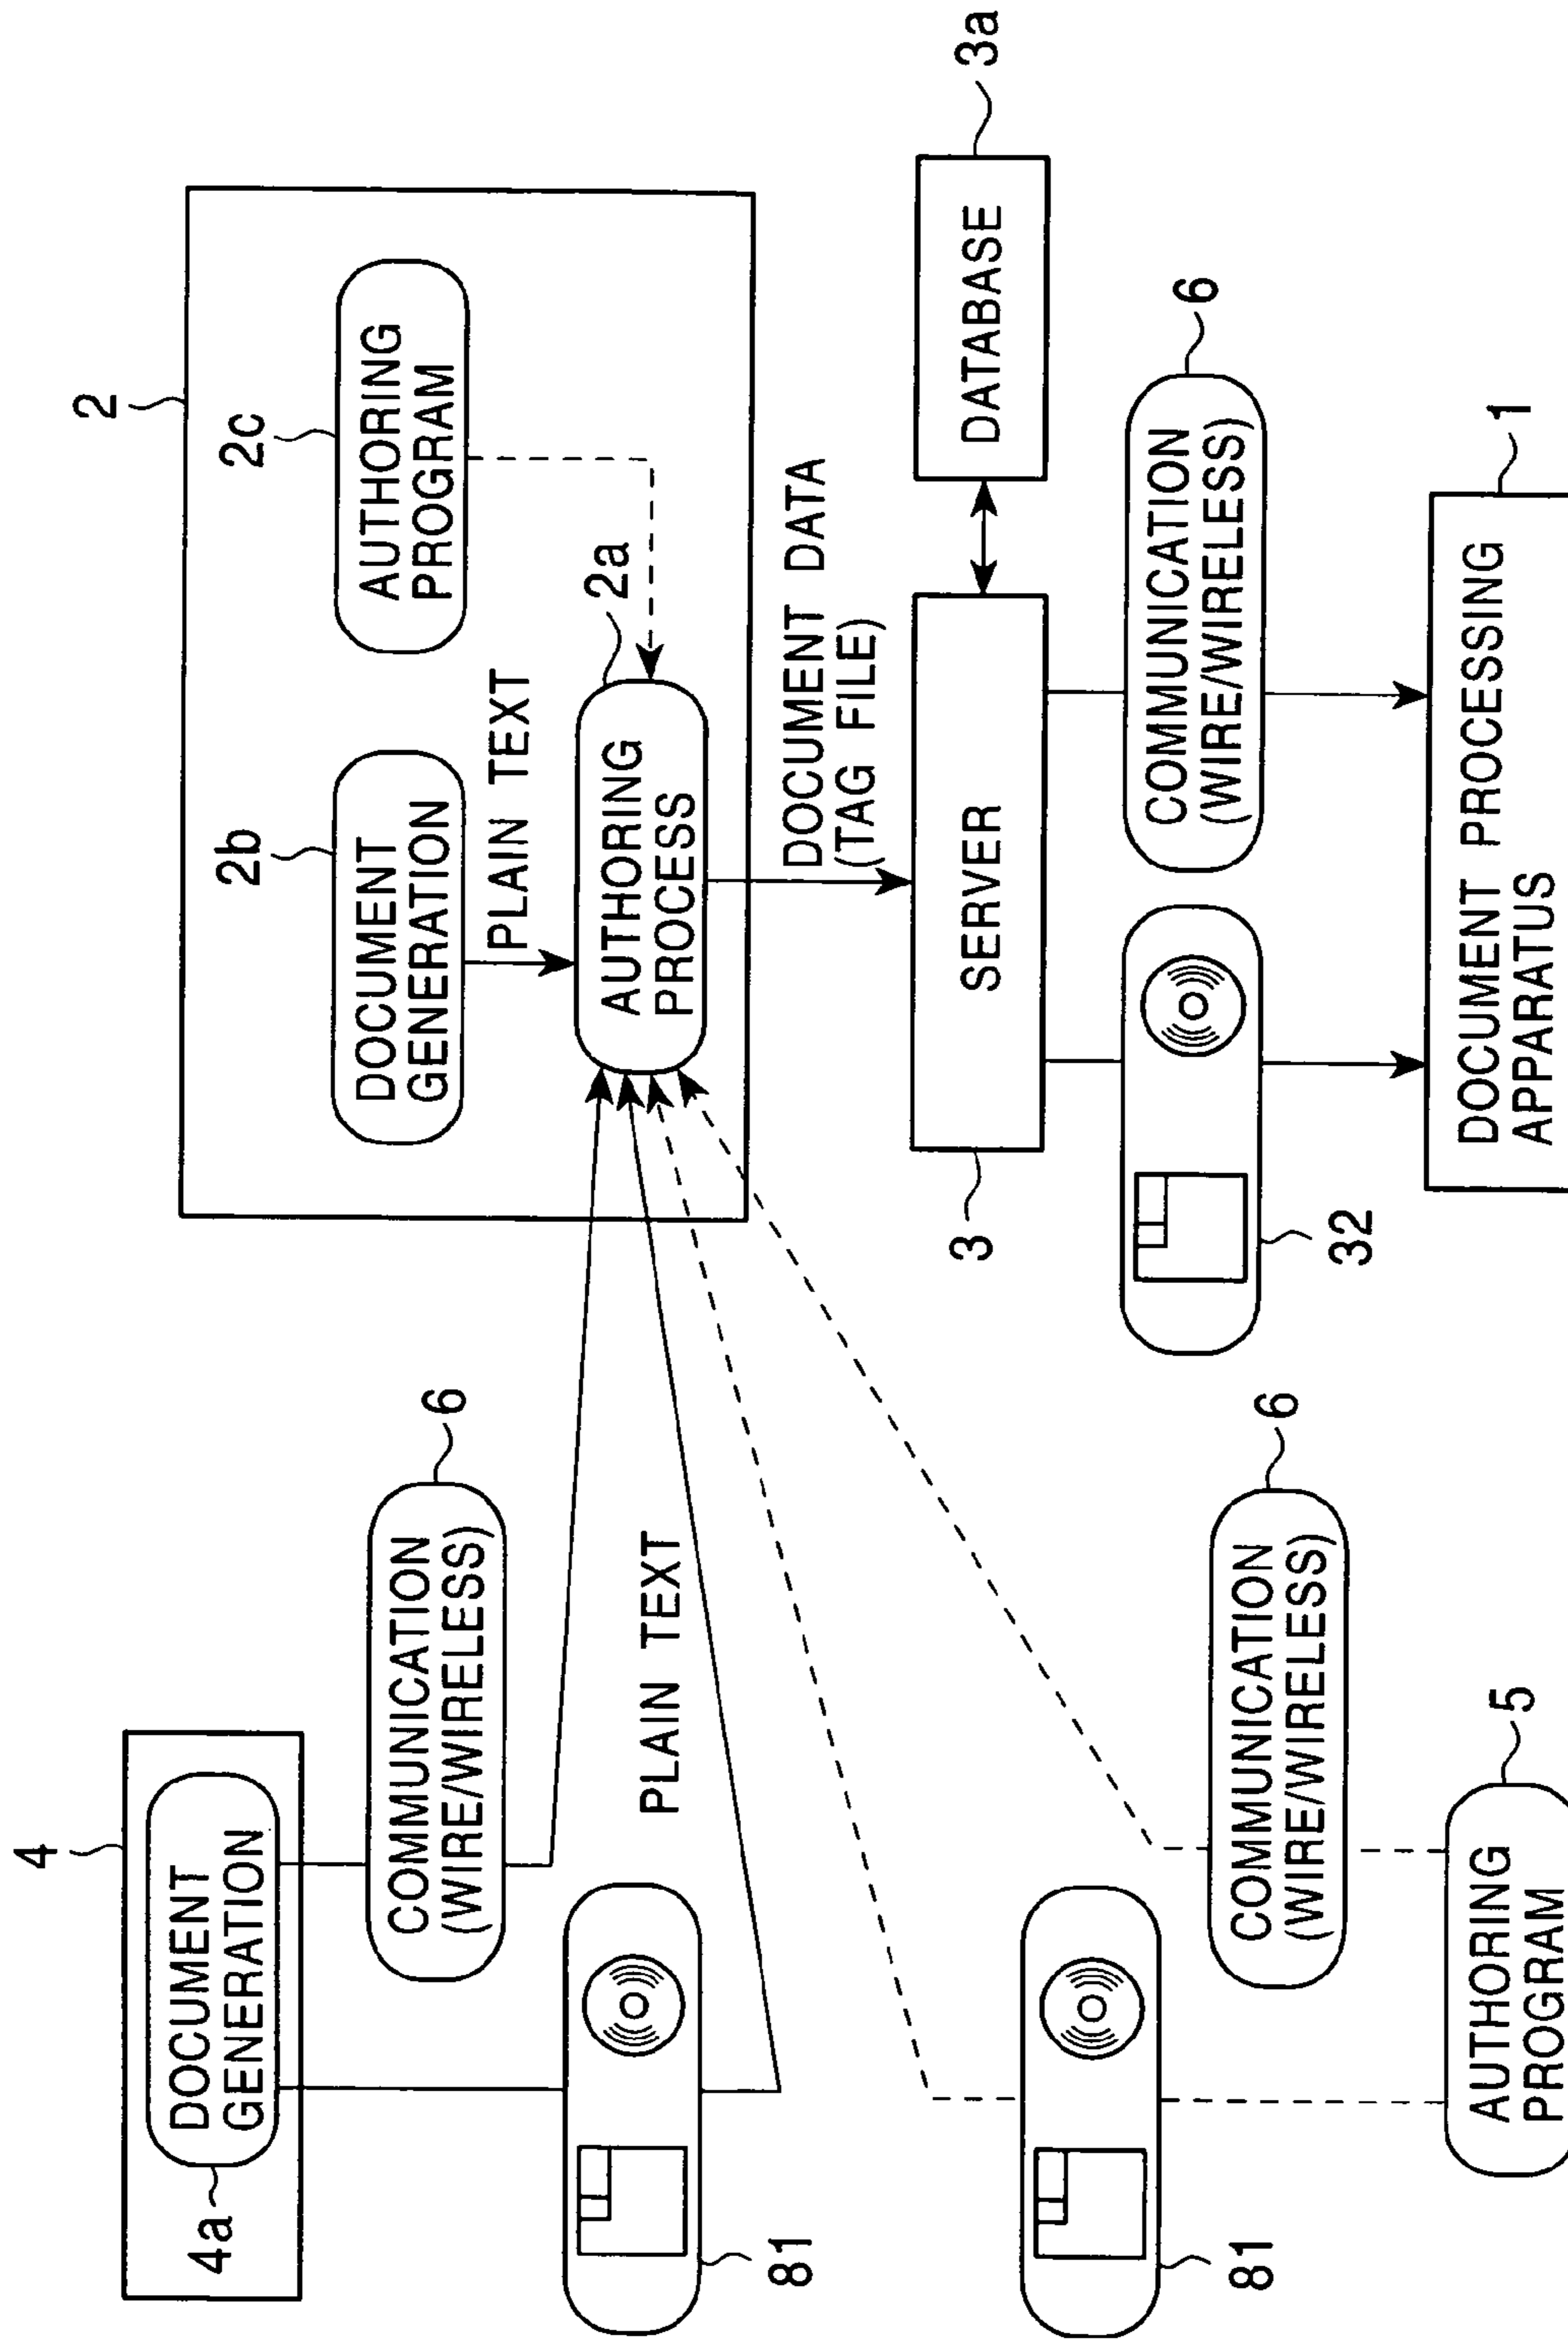 4
4a
DOCUMENT
GENERATION
6
COMMUNICATION
(WIRE/WIRELESS)
81
PLAIN TEXT
2
2b
DOCUMENT
GENERATION
2c
AUTHORING
PROGRAM
PLAIN TEXT
2a
AUTHORING
PROCESS
DOCUMENT DATA
(TAG FILE)
3
SERVER
3a
DATABASE
32
6
COMMUNICATION
(WIRE/WIRELESS)
1
DOCUMENT PROCESSING
APPARATUS
81
6
COMMUNICATION
(WIRE/WIRELESS)
5
AUTHORING
PROGRAM